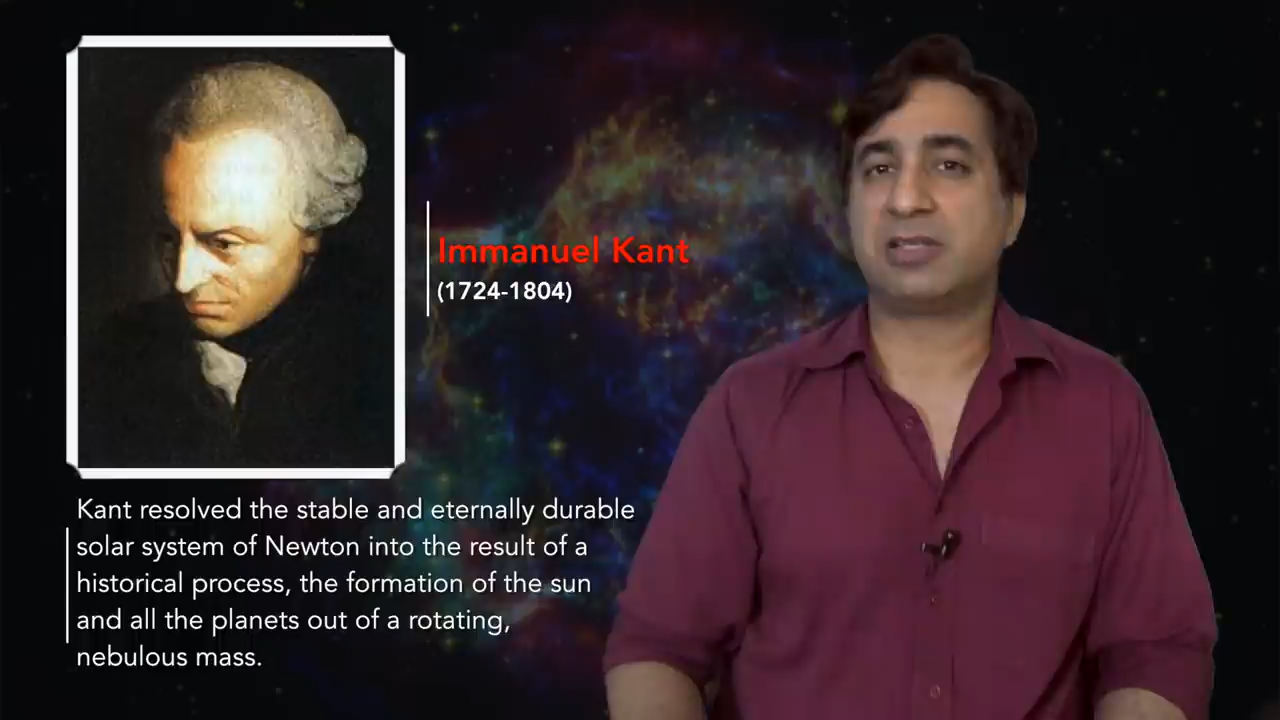 Immanuel Kant
(1724-1804)
Kant resolved the stable and eternally durable
solar system of Newton into the result of a
historical process, the formation of the sun
and all the planets out of a rotating,
nebulous mass.